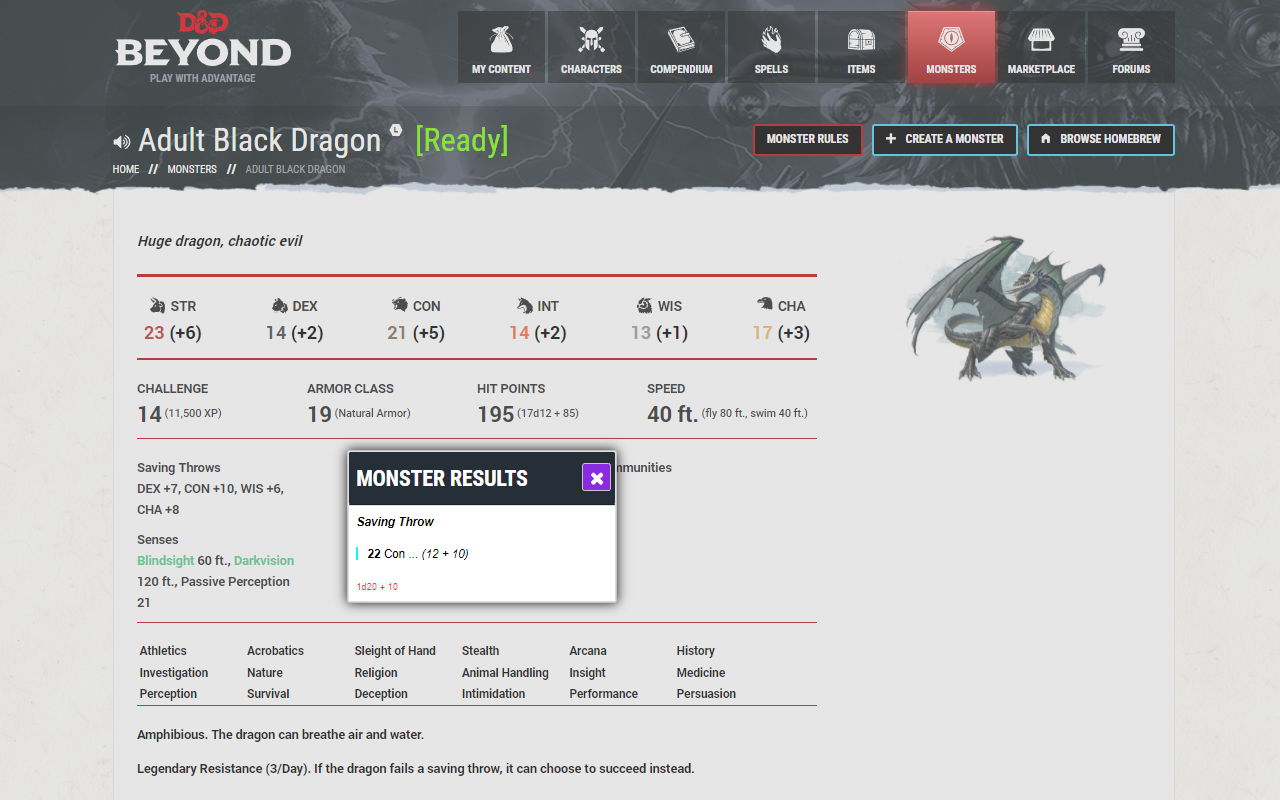 D&D
BEYOND
PLAY WITH ADVANTAGE
MY CONTENT
CHARACTERS
COMPENDIUM
SPELLS
ITEMS
MONSTERS
MARKETPLACE
FORUMS
Adult Black Dragon L [Ready]
MONSTER RULES
+ CREATE A MONSTER
BROWSE HOMEBREW
HOME // MONSTERS // ADULT BLACK DRAGON
Huge dragon, chaotic evil
STR DEX CON INT WIS CHA
23 (+6) 14 (+2) 21 (+5) 14 (+2) 13 (+1) 17 (+3)
CHALLENGE ARMOR CLASS HIT POINTS SPEED
14 (11,500 XP) 19 (Natural Armor) 195 (17d12 + 85) 40 ft. (fly 80 ft., swim 40 ft.)
Saving Throws
DEX +7, CON +10, WIS +6,
CHA +8
Senses
Blindsight 60 ft., Darkvision
120 ft., Passive Perception
21
MONSTER RESULTS
Saving Throw
22 Con ... (12 + 10)
1d20 + 10
Athletics Acrobatics Sleight of Hand Stealth Arcana History
Investigation Nature Religion Animal Handling Insight Medicine
Perception Survival Deception Intimidation Performance Persuasion
Amphibious. The dragon can breathe air and water.
Legendary Resistance (3/Day). If the dragon fails a saving throw, it can choose to succeed instead.